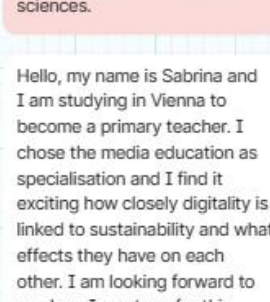 sciences.
Hello, my name is Sabrina and
I am studying in Vienna to
become a primary teacher. I
chose the media education as
specialisation and I find it
exciting how closely digitality is
linked to sustainability and what
effects they have on each
other. I am looking forward to